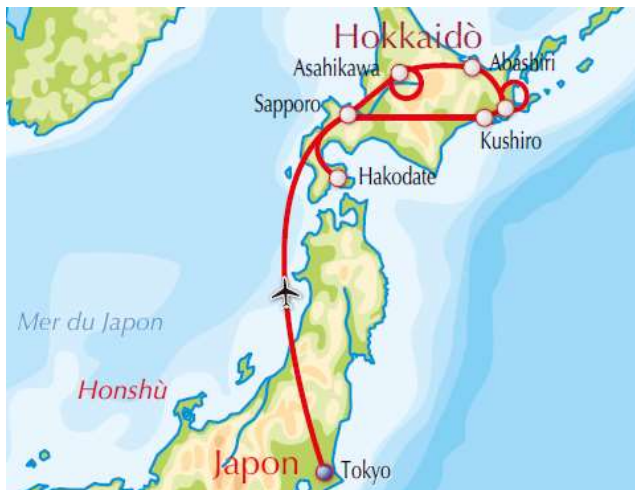 Hokkaidò
Asahikawa
Abashiri
Sapporo
Kushiro
Hakodate
Mer du Japon
Honshù
Japon
Tokyo